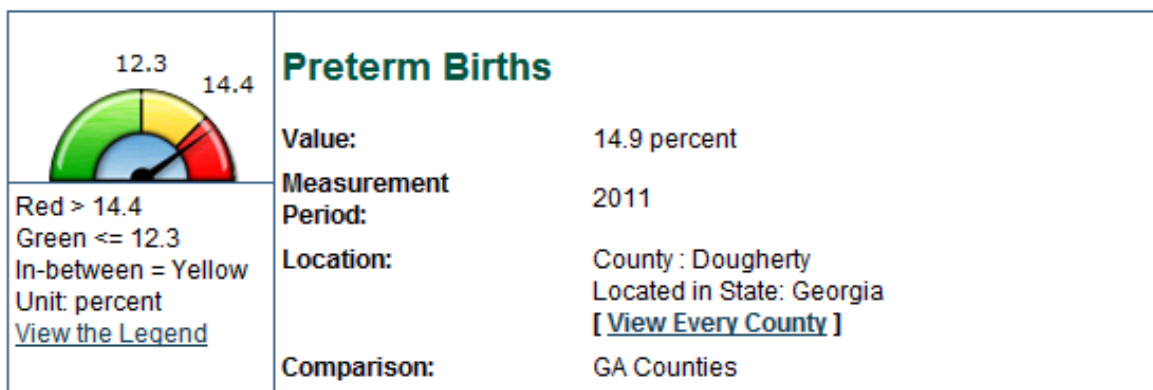 12.3
14.4
Red > 14.4
Green <= 12.3
In-between = Yellow
Unit: percent
View the Legend
Preterm Births
Value: 14.9 percent
Measurement
Period: 2011
Location: County : Dougherty
Located in State: Georgia
[ View Every County ]
Comparison: GA Counties